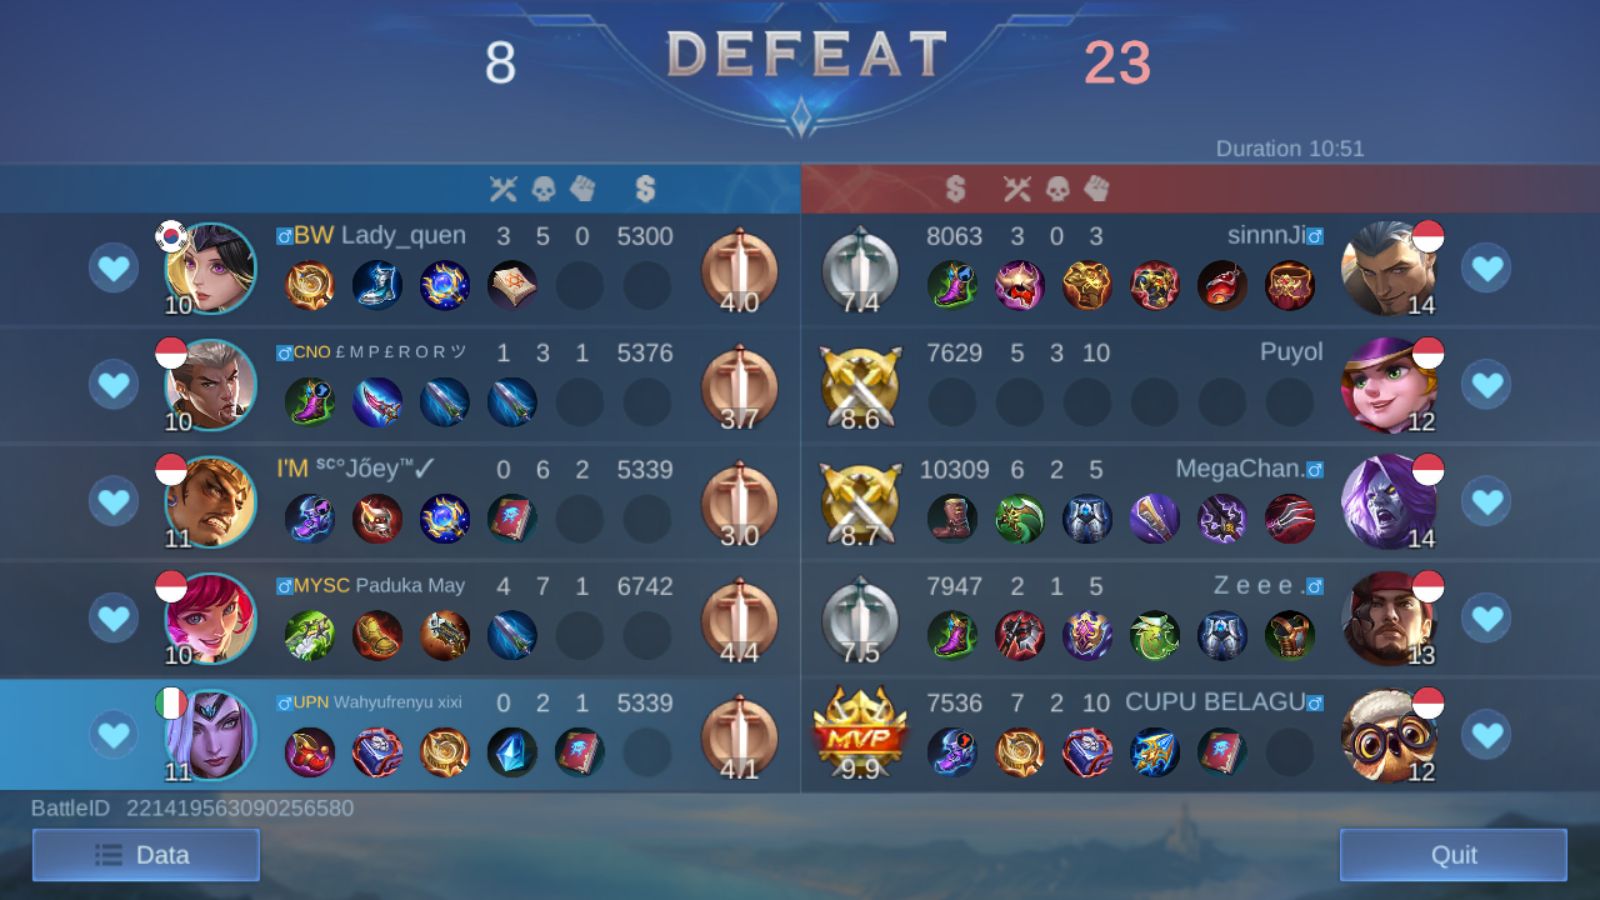 8 DEFEAT 23
Duration 10:51
BW Lady_quen 3 5 0 5300
10 4.0
8063 3 0 3 sinnnJi
7.4 14
CNO £ M P £ R O R ツ 1 3 1 5376
10 3.7
7629 5 3 10 Puyol
8.6 12
I'M ˢᶜᵒJőey™✓ 0 6 2 5339
11 3.0
10309 6 2 5 MegaChan.
8.7 14
MYSC Paduka May 4 7 1 6742
10 4.4
7947 2 1 5 Z e e e .
7.5 13
UPN Wahyufrenyu xixi 0 2 1 5339
11 4.1
7536 7 2 10 CUPU BELAGU
MVP
9.9 12
BattleID 221419563090256580
Data
Quit